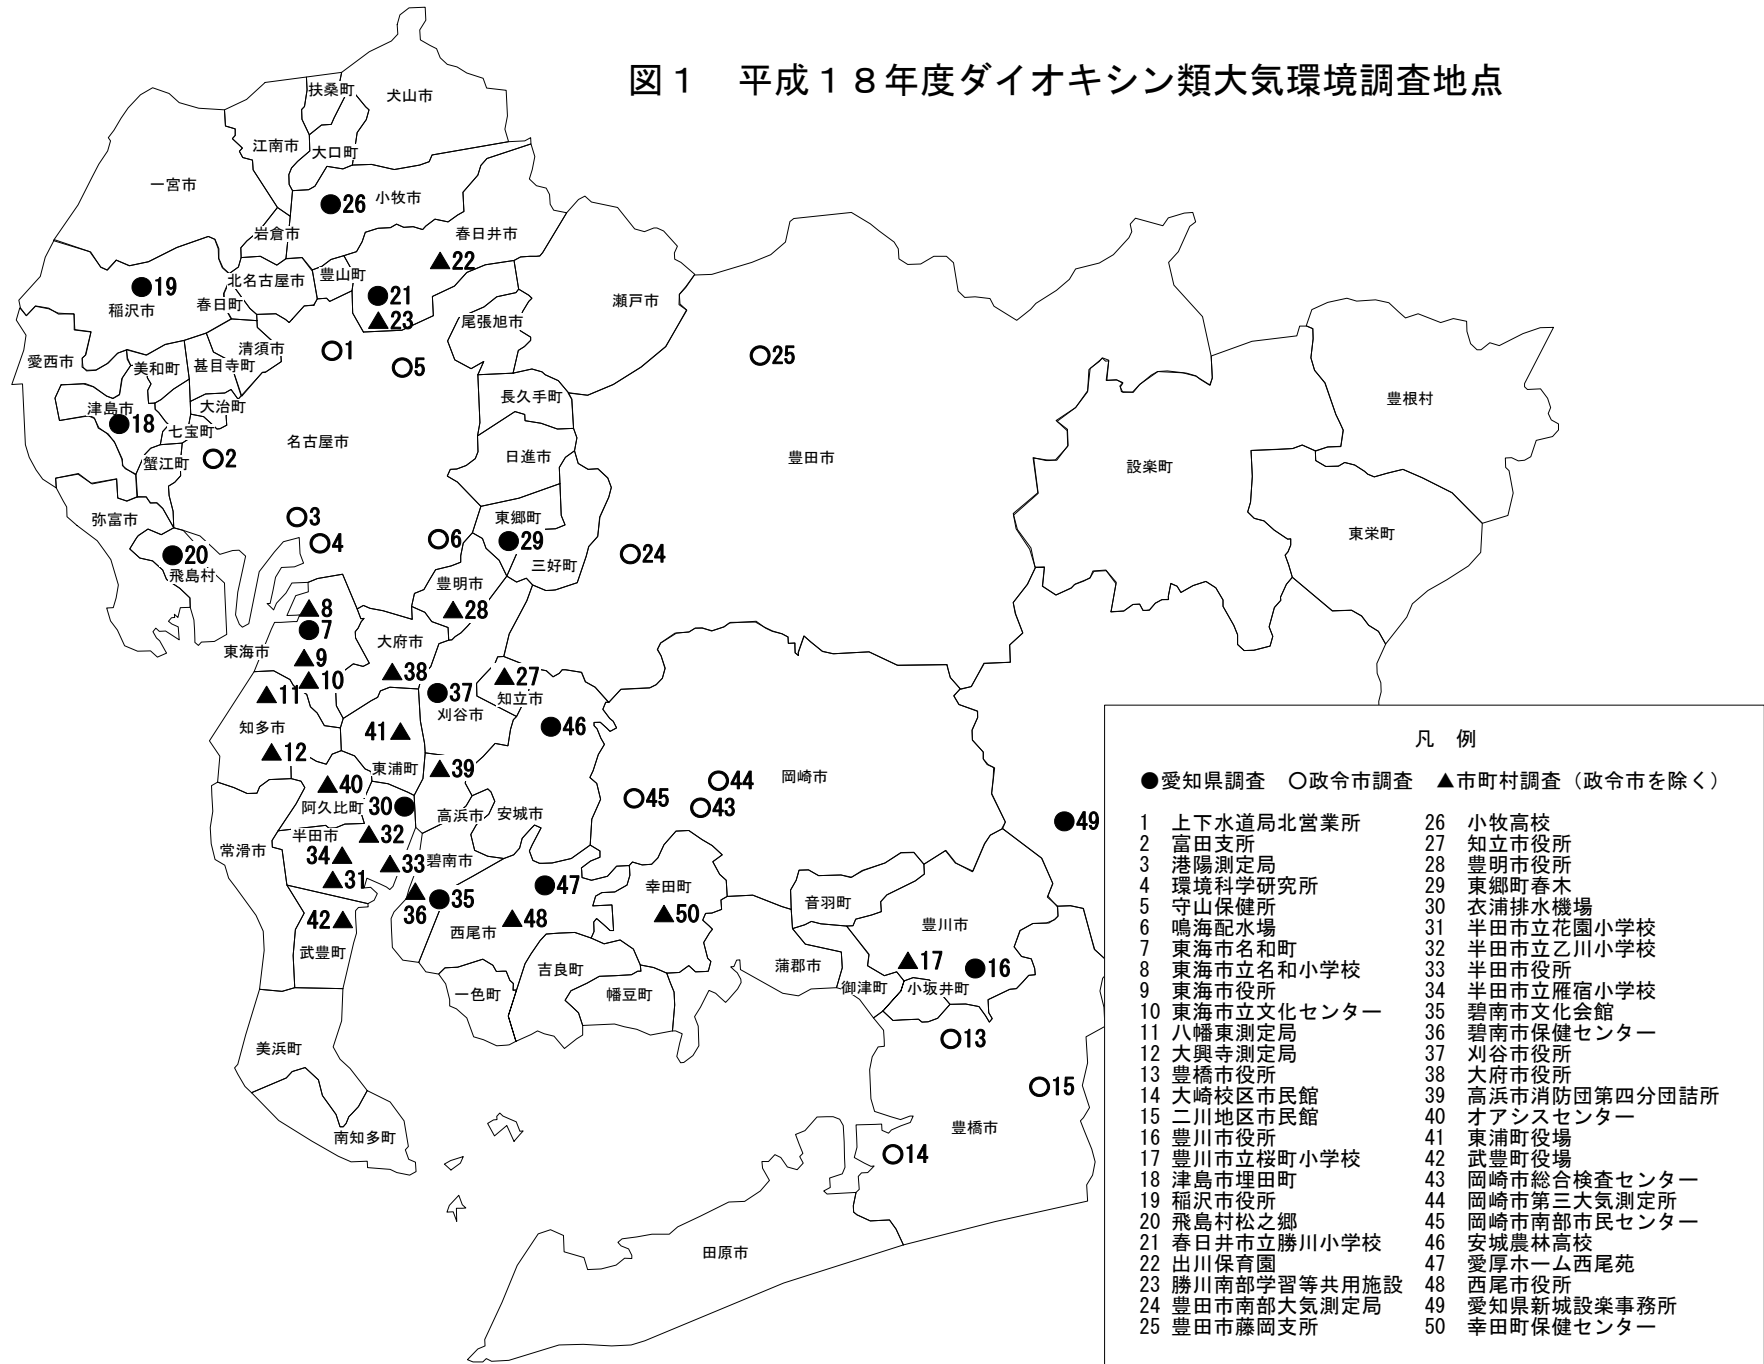 図１　平成１８年度ダイオキシン類大気環境調査地点
扶桑町
犬山市
江南市
大口町
一宮市
小牧市
●26
岩倉市
春日井市
▲22
北名古屋市
豊山町
●19
稲沢市
春日町
●21
▲23
瀬戸市
尾張旭市
清須市
○1
○5
○25
愛西市
美和町
甚目寺町
長久手町
豊根村
津島市
大治町
●18
七宝町
名古屋市
蟹江町
○2
日進市
豊田市
設楽町
弥富市
○3
○4
東郷町
○6
●29
○24
東栄町
●20
飛島村
三好町
豊明市
▲28
▲8
●7
東海市
▲9
▲10
大府市
▲38
▲27
知立市
▲11
●37
刈谷市
知多市
41▲
●46
▲12
東浦町
▲39
岡崎市
▲40
阿久比町
30●
高浜市
安城市
○45
○44
○43
●49
半田市
▲32
常滑市
34▲
▲33
碧南市
▲31
▲36
●35
●47
幸田町
▲50
音羽町
42▲
▲48
西尾市
豊川市
武豊町
吉良町
蒲郡市
▲17
●16
一色町
幡豆町
御津町
小坂井町
○13
美浜町
○15
豊橋市
南知多町
○14
田原市
凡　例
●愛知県調査　○政令市調査　▲市町村調査（政令市を除く）
1　上下水道局北営業所
2　富田支所
3　港陽測定局
4　環境科学研究所
5　守山保健所
6　鳴海配水場
7　東海市名和町
8　東海市立名和小学校
9　東海市役所
10　東海市立文化センター
11　八幡東測定局
12　大興寺測定局
13　豊橋市役所
14　大崎校区市民館
15　二川地区市民館
16　豊川市役所
17　豊川市立桜町小学校
18　津島市埋田町
19　稲沢市役所
20　飛島村松之郷
21　春日井市立勝川小学校
22　出川保育園
23　勝川南部学習等共用施設
24　豊田市南部大気測定局
25　豊田市藤岡支所
26　小牧高校
27　知立市役所
28　豊明市役所
29　東郷町春木
30　衣浦排水機場
31　半田市立花園小学校
32　半田市立乙川小学校
33　半田市役所
34　半田市立雁宿小学校
35　碧南市文化会館
36　碧南市保健センター
37　刈谷市役所
38　大府市役所
39　高浜市消防団第四分団詰所
40　オアシスセンター
41　東浦町役場
42　武豊町役場
43　岡崎市総合検査センター
44　岡崎市第三大気測定所
45　岡崎市南部市民センター
46　安城農林高校
47　愛厚ホーム西尾苑
48　西尾市役所
49　愛知県新城設楽事務所
50　幸田町保健センター